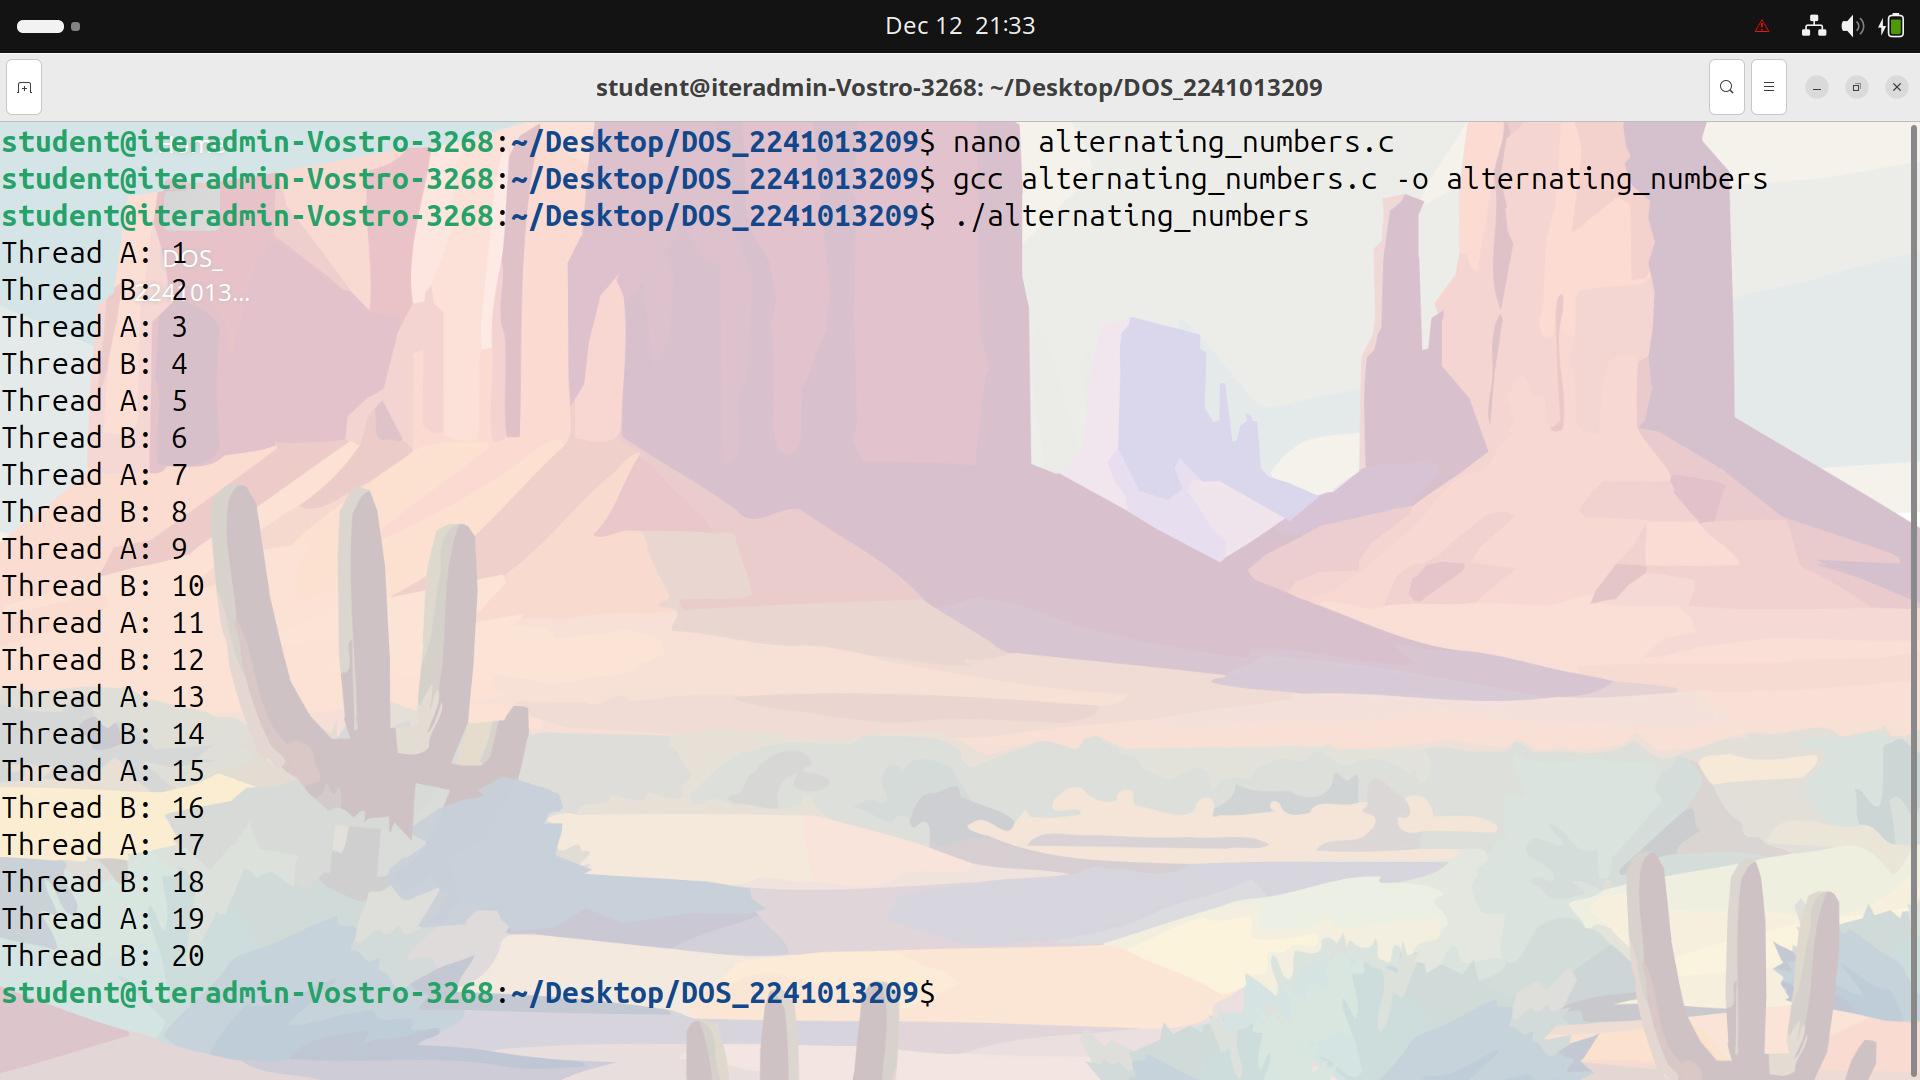 Dec 12 21:33
student@iteradmin-Vostro-3268: ~/Desktop/DOS_2241013209
student@iteradmin-Vostro-3268:~/Desktop/DOS_2241013209$ nano alternating_numbers.c
student@iteradmin-Vostro-3268:~/Desktop/DOS_2241013209$ gcc alternating_numbers.c -o alternating_numbers
student@iteradmin-Vostro-3268:~/Desktop/DOS_2241013209$ ./alternating_numbers
Thread A: 1
DOS_
Thread B: 2
2241013...
Thread A: 3
Thread B: 4
Thread A: 5
Thread B: 6
Thread A: 7
Thread B: 8
Thread A: 9
Thread B: 10
Thread A: 11
Thread B: 12
Thread A: 13
Thread B: 14
Thread A: 15
Thread B: 16
Thread A: 17
Thread B: 18
Thread A: 19
Thread B: 20
student@iteradmin-Vostro-3268:~/Desktop/DOS_2241013209$